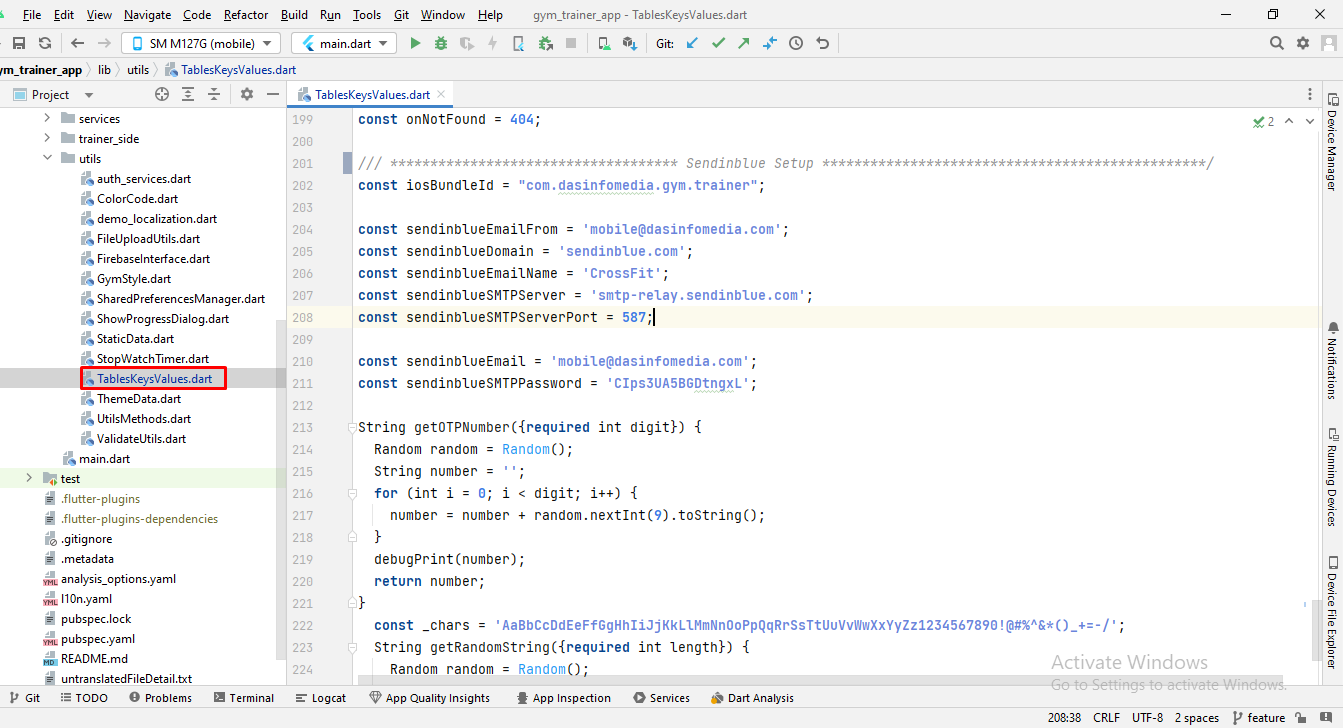 File Edit View Navigate Code Refactor Build Run Tools Git Window Help gym_trainer_app - TablesKeysValues.dart
SM M127G (mobile) main.dart Git:
ym_trainer_app lib utils TablesKeysValues.dart
Project
TablesKeysValues.dart
services
trainer_side
utils
auth_services.dart
ColorCode.dart
demo_localization.dart
FileUploadUtils.dart
FirebaseInterface.dart
GymStyle.dart
SharedPreferencesManager.dart
ShowProgressDialog.dart
StaticData.dart
StopWatchTimer.dart
TablesKeysValues.dart
ThemeData.dart
UtilsMethods.dart
ValidateUtils.dart
main.dart
test
.flutter-plugins
.flutter-plugins-dependencies
.gitignore
.metadata
analysis_options.yaml
l10n.yaml
pubspec.lock
pubspec.yaml
README.md
untranslatedFileDetail.txt
2
199 const onNotFound = 404;
200
201 /// ************************************ Sendinblue Setup ************************************************/
202 const iosBundleId = "com.dasinfomedia.gym.trainer";
203
204 const sendinblueEmailFrom = 'mobile@dasinfomedia.com';
205 const sendinblueDomain = 'sendinblue.com';
206 const sendinblueEmailName = 'CrossFit';
207 const sendinblueSMTPServer = 'smtp-relay.sendinblue.com';
208 const sendinblueSMTPServerPort = 587;
209
210 const sendinblueEmail = 'mobile@dasinfomedia.com';
211 const sendinblueSMTPPassword = 'CIps3UA5BGDtngxL';
212
213 String getOTPNumber({required int digit}) {
214 Random random = Random();
215 String number = '';
216 for (int i = 0; i < digit; i++) {
217 number = number + random.nextInt(9).toString();
218 }
219 debugPrint(number);
220 return number;
221 }
222 const _chars = 'AaBbCcDdEeFfGgHhIiJjKkLlMmNnOoPpQqRrSsTtUuVvWwXxYyZz1234567890!@#%^&*()_+=-/';
223 String getRandomString({required int length}) {
224 Random random = Random();
Device Manager
Notifications
Running Devices
Device File Explorer
Activate Windows
Go to Settings to activate Windows.
Git TODO Problems Terminal Logcat App Quality Insights App Inspection Services Dart Analysis
208:38 CRLF UTF-8 2 spaces feature